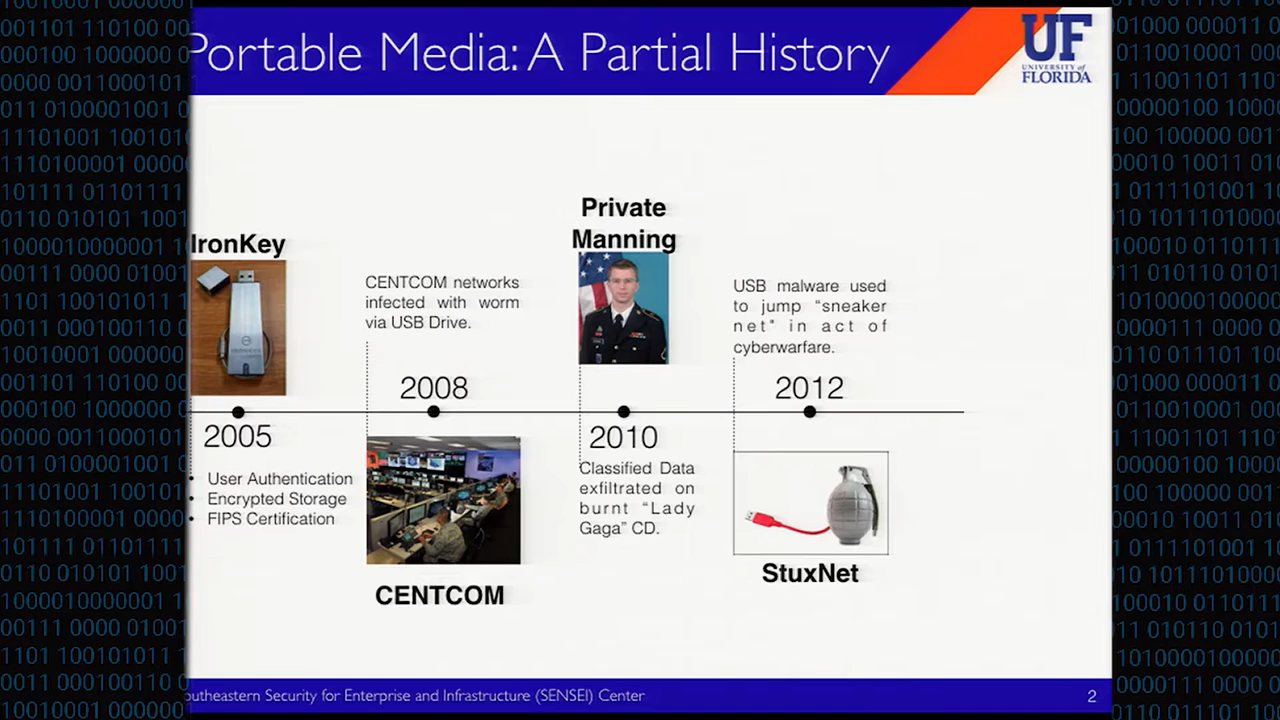 Portable Media: A Partial History
UF
UNIVERSITY of
FLORIDA
IronKey
2005
User Authentication
Encrypted Storage
FIPS Certification
CENTCOM networks
infected with worm
via USB Drive.
2008
CENTCOM
Private
Manning
2010
Classified Data
exfiltrated on
burnt “Lady
Gaga” CD.
USB malware used
to jump “sneaker
net" in act of
cyberwarfare.
2012
StuxNet
outheastern Security for Enterprise and Infrastructure (SENSEI) Center
2